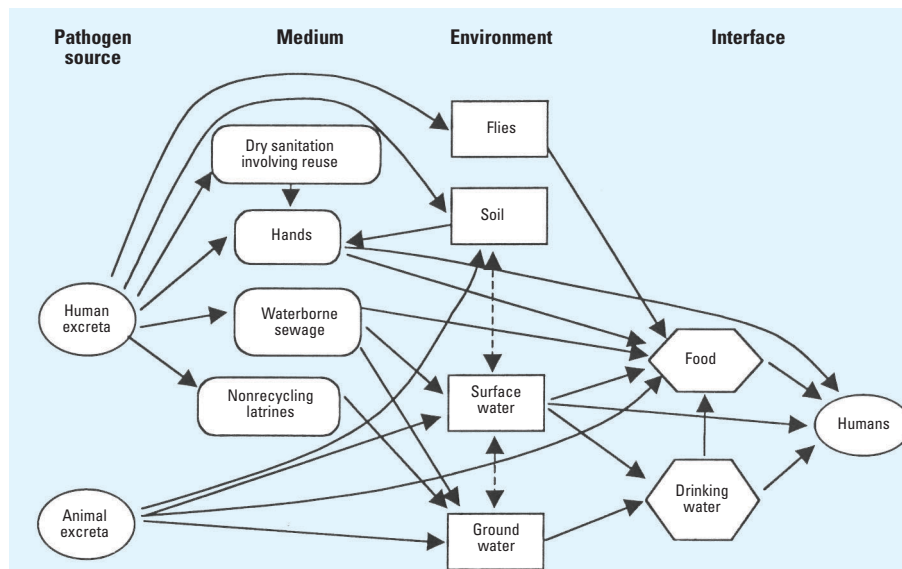 Pathogen
source
Medium
Environment
Interface
Flies
Dry sanitation
involving reuse
Soil
Hands
Human
excreta
Waterborne
sewage
Food
Nonrecycling
latrines
Surface
water
Humans
Animal
excreta
Ground
water
Drinking
water